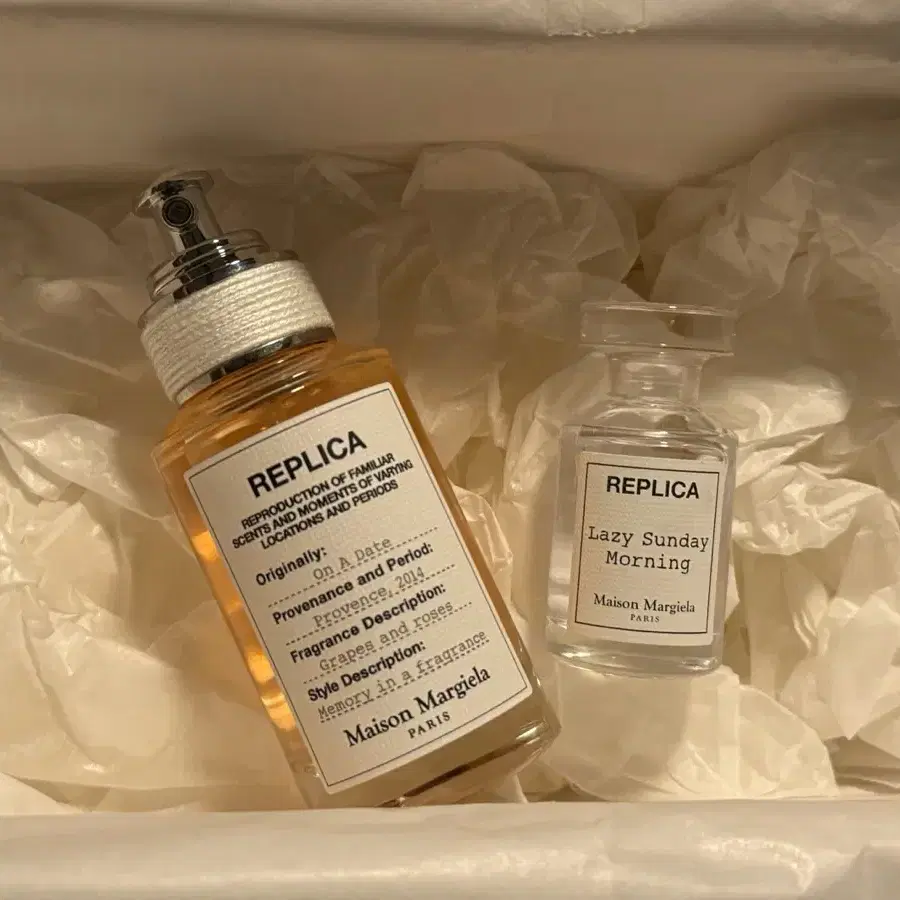 REPLICA
REPRODUCTION OF FAMILIAR
SCENTS AND MOMENTS OF VARYING
LOCATIONS AND PERIODS
Originally:
On A Date
Provenance and Period:
Provence, 2014
Fragrance Description:
Grapes and roses
Style Description:
Memory in a fragrance
Maison Margiela
PARIS
REPLICA
Lazy Sunday
Morning
Maison Margiela
PARIS